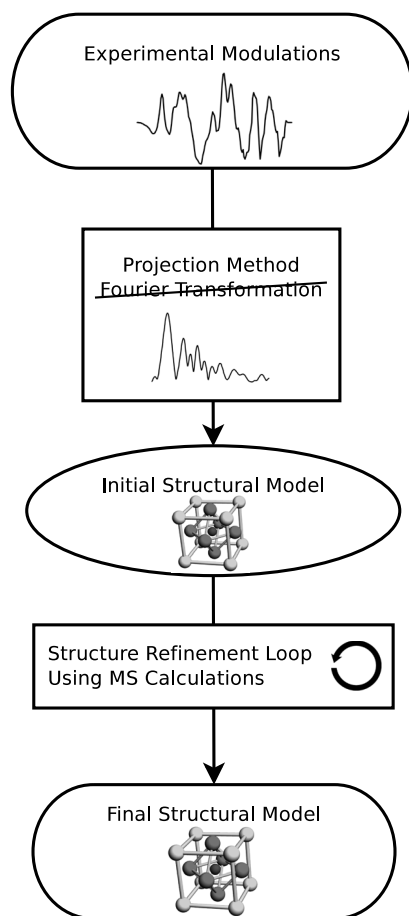 Experimental Modulations
Projection Method
Fourier Transformation
Initial Structural Model
Structure Refinement Loop
Using MS Calculations
Final Structural Model